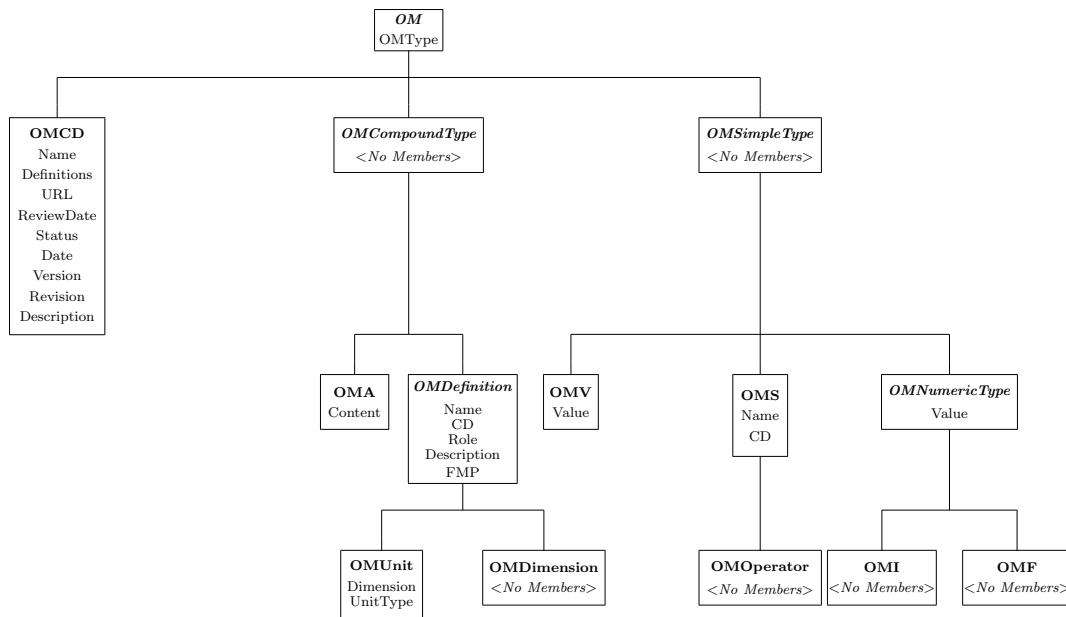 OM
OMType
OMCD
Name
Definitions
URL
ReviewDate
Status
Date
Version
Revision
Description
OMCompoundType
<No Members>
OMSimpleType
<No Members>
OMA
Content
OMDefinition
Name
CD
Role
Description
FMP
OMV
Value
OMS
Name
CD
OMNumericType
Value
OMUnit
Dimension
UnitType
OMDimension
<No Members>
OMOperator
<No Members>
OMI
<No Members>
OMF
<No Members>